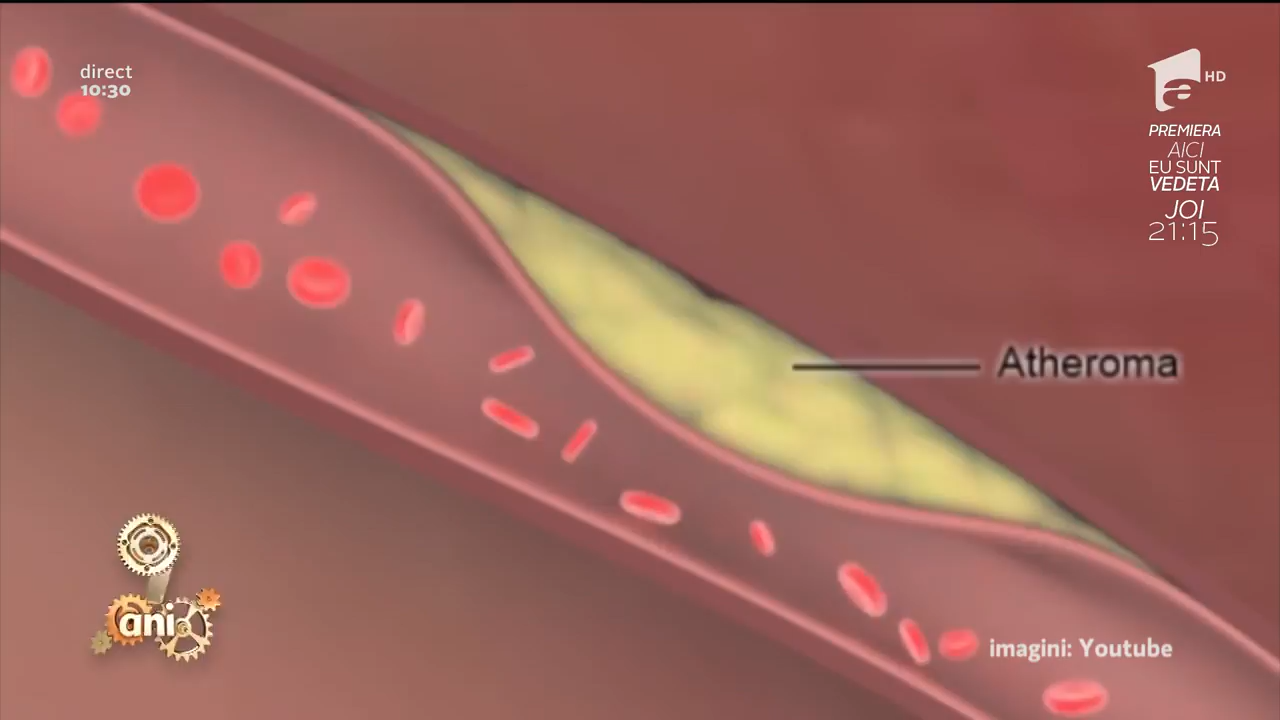 direct
10:30
a
HD
PREMIERA
AICI
EU SUNT
VEDETA
JOI
21:15
Atheroma
ani
imagini: Youtube